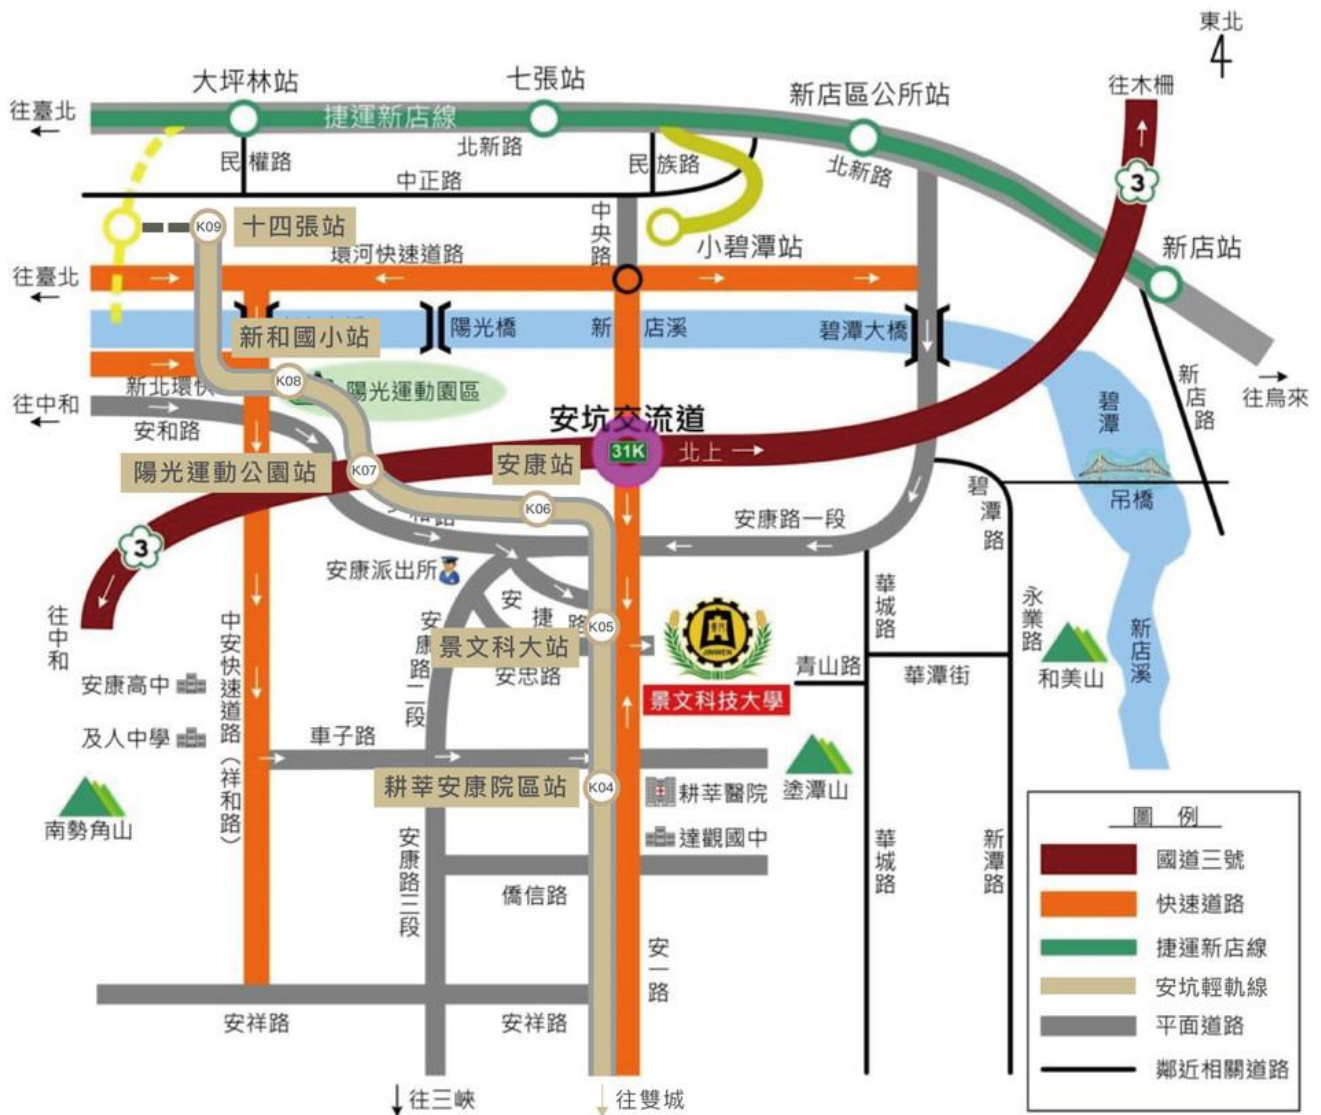 東北
4
大坪林站
七張站
新店區公所站
往木柵
往臺北
捷運新店線
北新路
北新路
民權路
民族路
中正路
3
K09
十四張站
中央路
小碧潭站
新店站
環河快速道路
往臺北
新和國小站
陽光橋
新店溪
碧潭大橋
新店路
往烏來
K08
陽光運動園區
新北環快
往中和
安和路
碧潭
安坑交流道
31K
北上
陽光運動公園站
K07
安康站
K06
吊橋
碧潭路
安康路一段
3
安康派出所
往中和
中安快速道路（祥和路）
安康路二段
安捷路
K05
景文科大站
安忠路
JINWEN
景文科技大學
華城路
永業路
青山路
華潭街
和美山
新店溪
安康高中
及人中學
車子路
耕莘安康院區站
K04
耕莘醫院
塗潭山
南勢角山
達觀國中
安康路三段
僑信路
華城路
新潭路
安一路
安祥路
安祥路
往三峽
往雙城
圖例
國道三號
快速道路
捷運新店線
安坑輕軌線
平面道路
鄰近相關道路